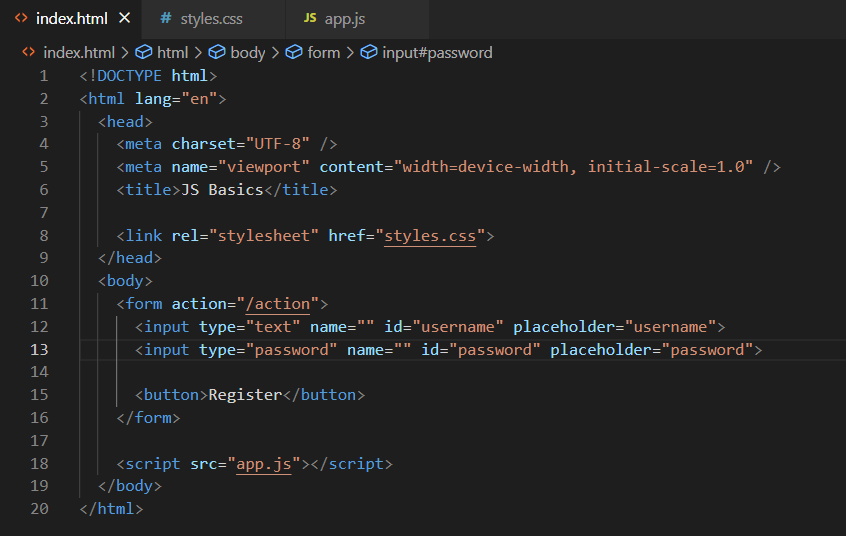 <> index.html × # styles.css JS app.js
<> index.html > html > body > form > input#password
1 <!DOCTYPE html>
2 <html lang="en">
3 <head>
4 <meta charset="UTF-8" />
5 <meta name="viewport" content="width=device-width, initial-scale=1.0" />
6 <title>JS Basics</title>
7
8 <link rel="stylesheet" href="styles.css">
9 </head>
10 <body>
11 <form action="/action">
12 <input type="text" name="" id="username" placeholder="username">
13 <input type="password" name="" id="password" placeholder="password">
14
15 <button>Register</button>
16 </form>
17
18 <script src="app.js"></script>
19 </body>
20 </html>